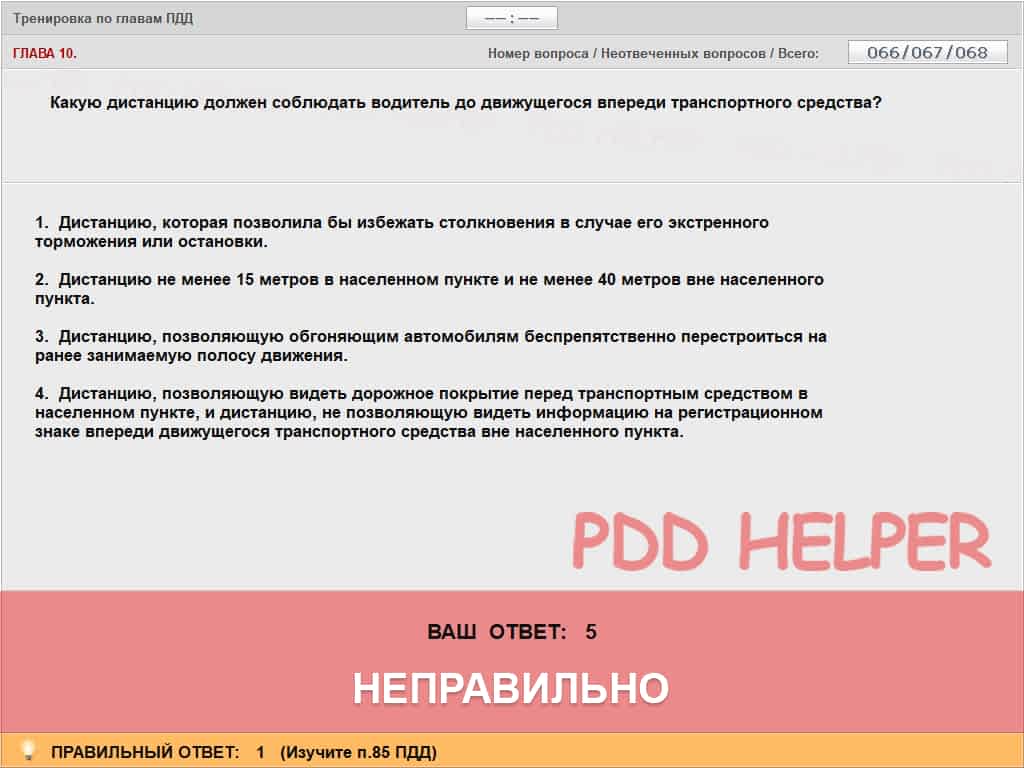 Тренировка по главам ПДД
–– : ––
ГЛАВА 10.
Номер вопроса / Неотвеченных вопросов / Всего:
066/067/068
Какую дистанцию должен соблюдать водитель до движущегося впереди транспортного средства?
1. Дистанцию, которая позволила бы избежать столкновения в случае его экстренного
торможения или остановки.
2. Дистанцию не менее 15 метров в населенном пункте и не менее 40 метров вне населенного
пункта.
3. Дистанцию, позволяющую обгоняющим автомобилям беспрепятственно перестроиться на
ранее занимаемую полосу движения.
4. Дистанцию, позволяющую видеть дорожное покрытие перед транспортным средством в
населенном пункте, и дистанцию, не позволяющую видеть информацию на регистрационном
знаке впереди движущегося транспортного средства вне населенного пункта.
PDD HELPER
ВАШ ОТВЕТ: 5
НЕПРАВИЛЬНО
ПРАВИЛЬНЫЙ ОТВЕТ: 1 (Изучите п.85 ПДД)